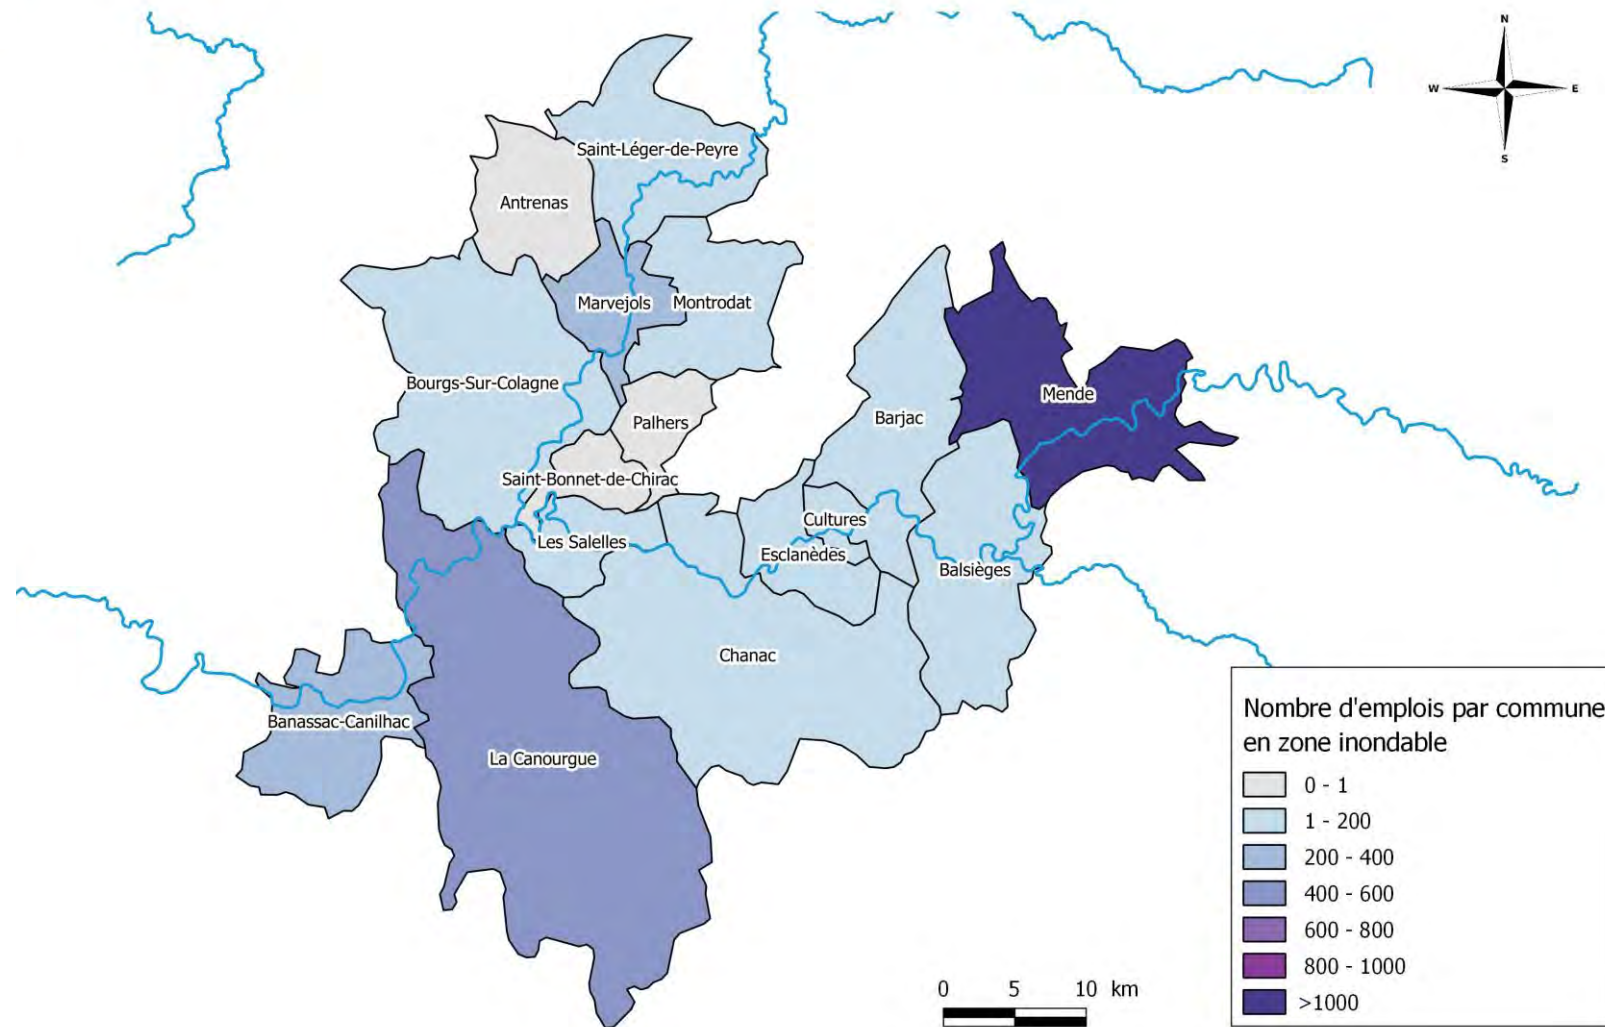 N
W
E
S
Saint-Léger-de-Peyre
Antrenas
Marvejols
Montrodat
Bourgs-Sur-Colagne
Mende
Palhers
Barjac
Saint-Bonnet-de-Chirac
Cultures
Les Salelles
Esclanèdes
Balsièges
Chanac
Banassac-Canilhac
La Canourgue
Nombre d'emplois par commune
en zone inondable
0 - 1
1 - 200
200 - 400
400 - 600
600 - 800
800 - 1000
>1000
0 5 10 km